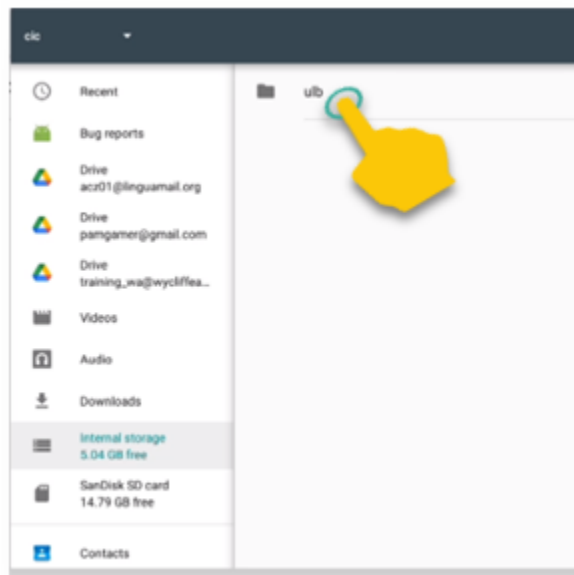 cic
Recent
Bug reports
Drive
acz01@linguamail.org
Drive
pamgamer@gmail.com
Drive
training_wa@wycliffea...
Videos
Audio
Downloads
Internal storage
5.04 GB free
SanDisk SD card
14.79 GB free
Contacts
ulb